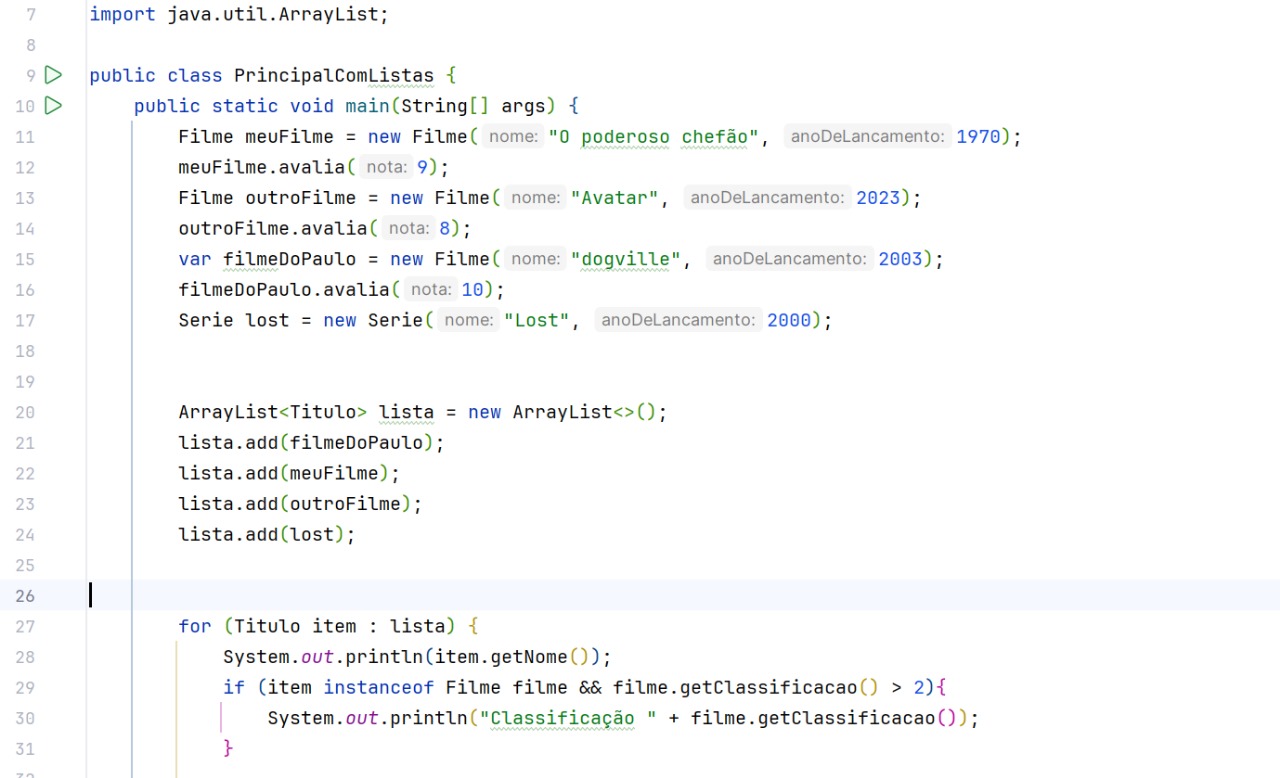 7 import java.util.ArrayList;
8
9 public class PrincipalComListas {
10 public static void main(String[] args) {
11 Filme meuFilme = new Filme( nome: "O poderoso chefão", anoDeLancamento: 1970);
12 meuFilme.avalia( nota: 9);
13 Filme outroFilme = new Filme( nome: "Avatar", anoDeLancamento: 2023);
14 outroFilme.avalia( nota: 8);
15 var filmeDoPaulo = new Filme( nome: "dogville", anoDeLancamento: 2003);
16 filmeDoPaulo.avalia( nota: 10);
17 Serie lost = new Serie( nome: "Lost", anoDeLancamento: 2000);
18
19
20 ArrayList<Titulo> lista = new ArrayList<>();
21 lista.add(filmeDoPaulo);
22 lista.add(meuFilme);
23 lista.add(outroFilme);
24 lista.add(lost);
25
26
27 for (Titulo item : lista) {
28 System.out.println(item.getNome());
29 if (item instanceof Filme filme && filme.getClassificacao() > 2){
30 System.out.println("Classificação " + filme.getClassificacao());
31 }